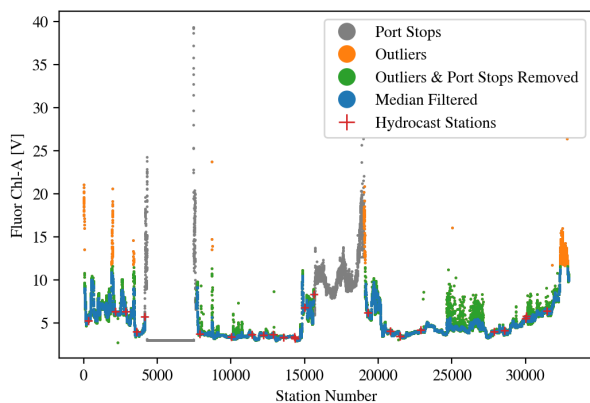 40
35
30
25
20
15
10
5
Fluor Chl-A [V]
Port Stops
Outliers
Outliers & Port Stops Removed
Median Filtered
Hydrocast Stations
0 5000 10000 15000 20000 25000 30000
Station Number